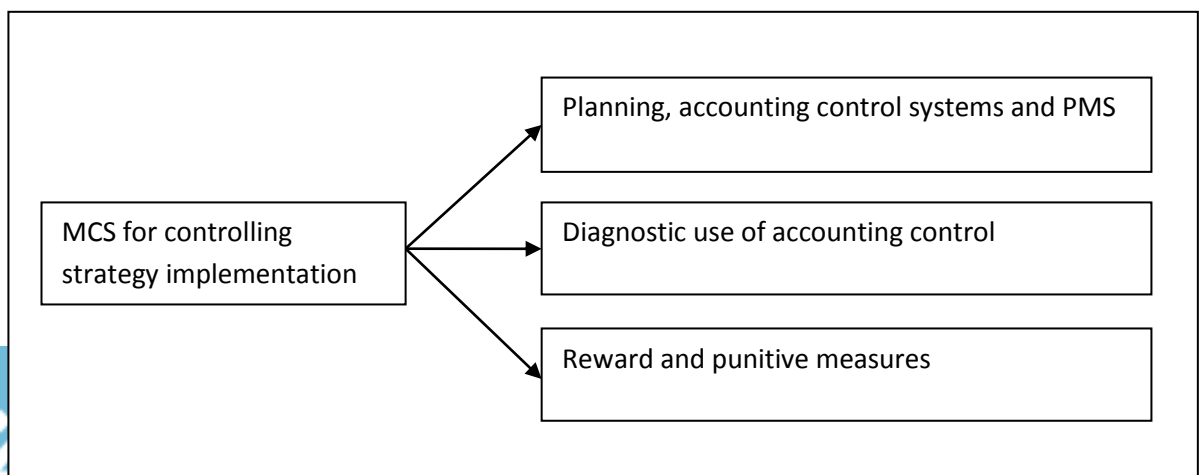 Planning, accounting control systems and PMS
MCS for controlling
strategy implementation
Diagnostic use of accounting control
Reward and punitive measures